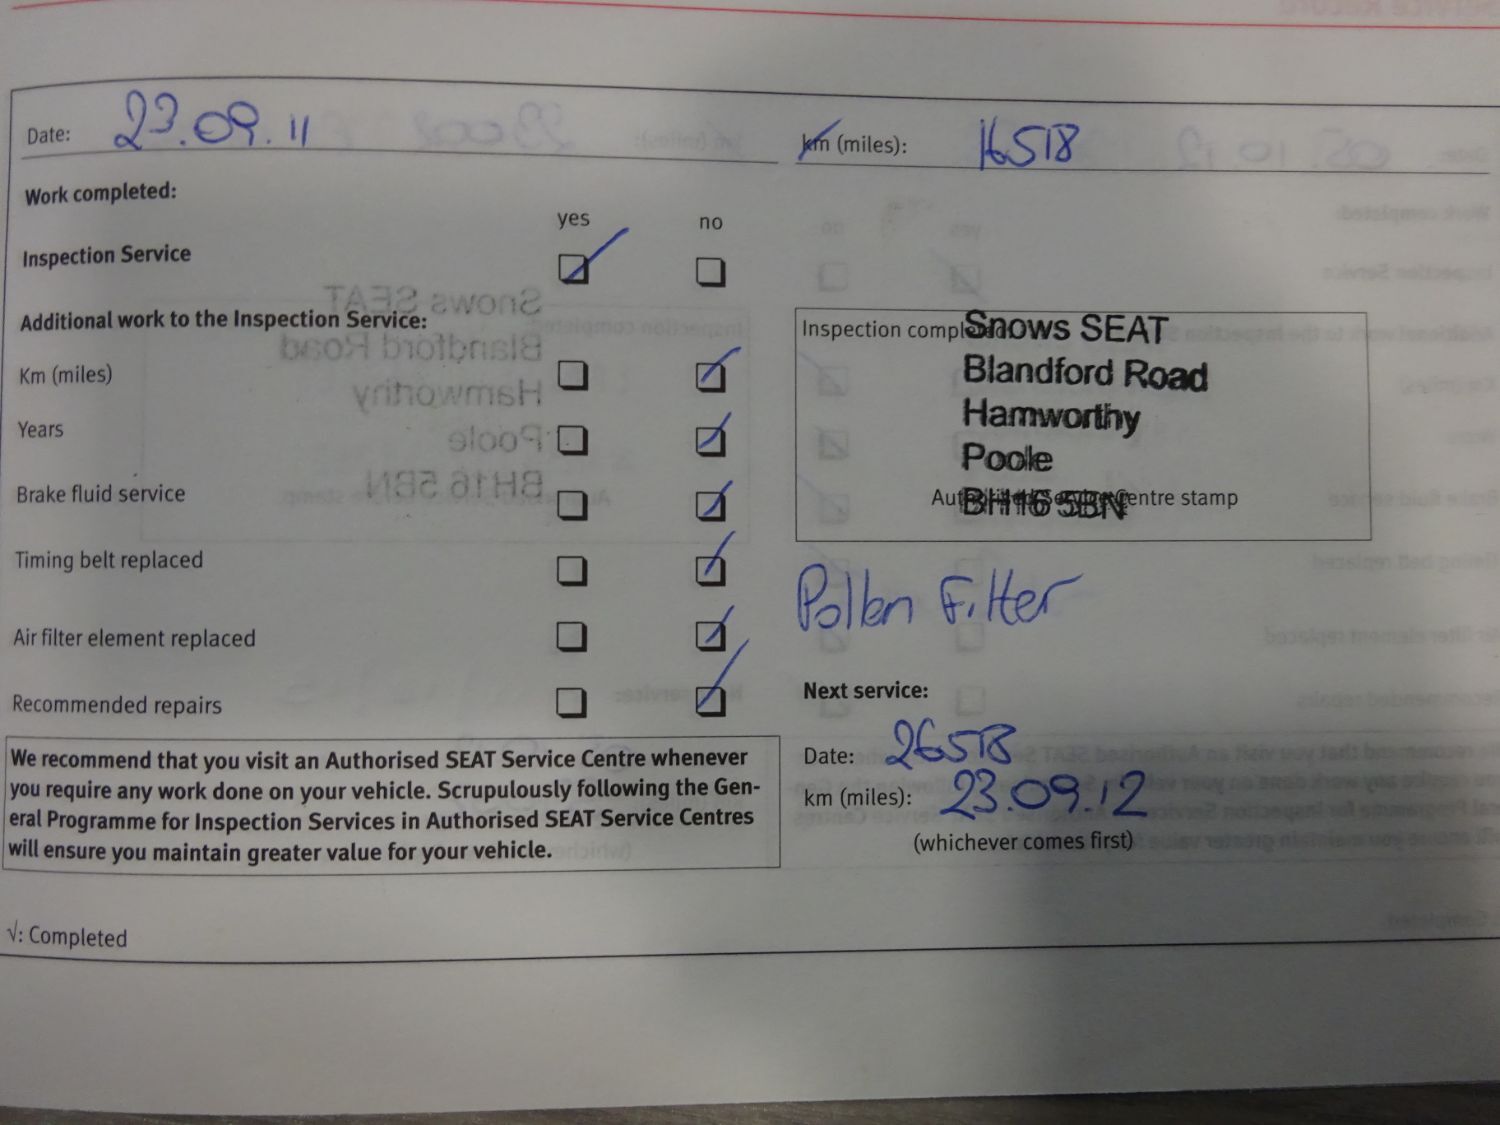 Date: 23.09.11
km (miles): 16518
Work completed:
yes no
Inspection Service
Additional work to the Inspection Service:
Km (miles)
Years
Brake fluid service
Timing belt replaced
Air filter element replaced
Recommended repairs
We recommend that you visit an Authorised SEAT Service Centre whenever
you require any work done on your vehicle. Scrupulously following the Gen-
eral Programme for Inspection Services in Authorised SEAT Service Centres
will ensure you maintain greater value for your vehicle.
√: Completed
Inspection completed:
Snows SEAT
Blandford Road
Hamworthy
Poole
BH16 5BN
Authorised Service Centre stamp
Pollen Filter
Next service:
Date: 26518
km (miles): 23.09.12
(whichever comes first)